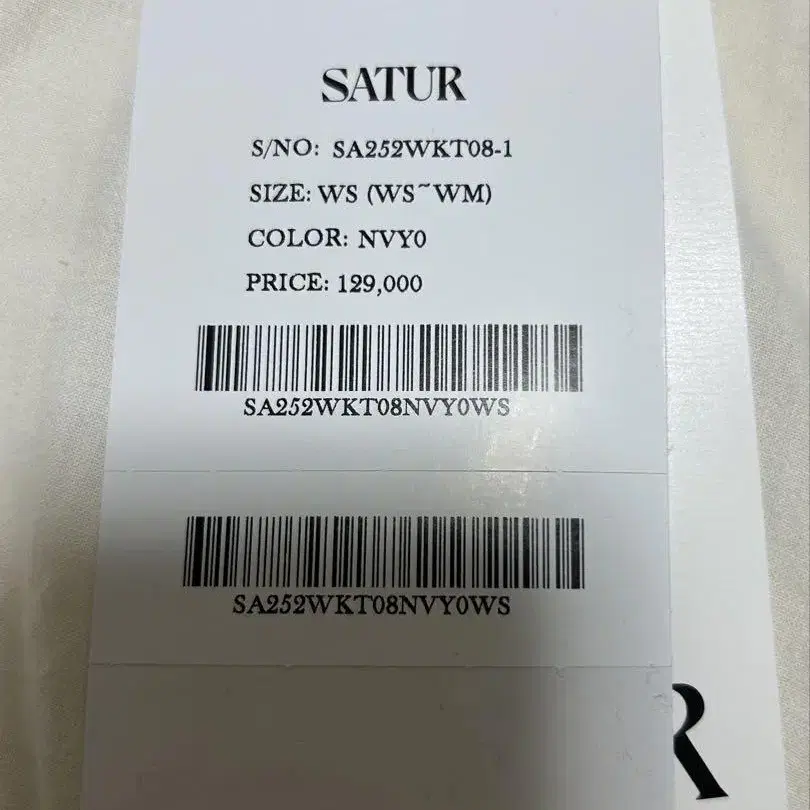 SATUR
S/NO: SA252WKT08-1
SIZE: WS (WS~WM)
COLOR: NVY0
PRICE: 129,000
SA252WKT08NVY0WS
SA252WKT08NVY0WS
R